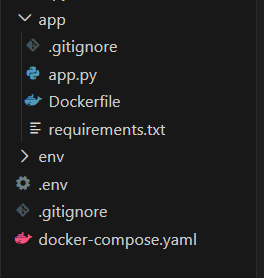 app
.gitignore
app.py
Dockerfile
requirements.txt
env
.env
.gitignore
docker-compose.yaml